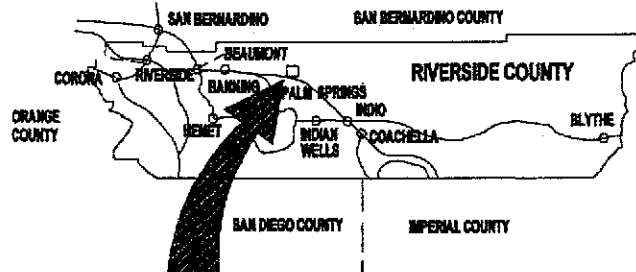 SAN BERNARDINO
SAN BERNARDINO COUNTY
BEAUMONT
CORONA
RIVERSIDE
RIVERSIDE COUNTY
BANNING
PALM SPRINGS
ORANGE
COUNTY
HEMET
INDIO
BLYTHE
INDIAN
WELLS
COACHELLA
SAN DIEGO COUNTY
IMPERIAL COUNTY